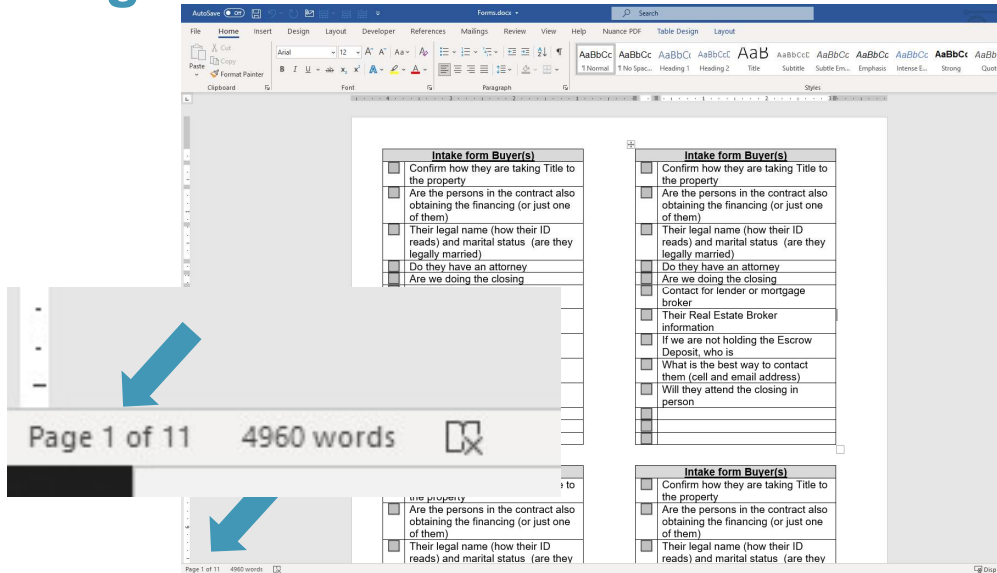 AutoSave Off
Forms.docx
Search
File Home Insert Design Layout Developer References Mailings Review View Help Nuance PDF Table Design Layout
Paste
Cut
Copy
Format Painter
Clipboard
Arial 12
Font
Paragraph
AaBbCc AaBbCc AaBbC AaBbCcC AaB AaBbCcC AaBbCc AaBbCc AaBbCc AaBbCc AaBb
¶ Normal ¶ No Spac... Heading 1 Heading 2 Title Subtitle Subtle Em... Emphasis Intense E... Strong Quot
Styles
Intake form Buyer(s)
Confirm how they are taking Title to
the property
Are the persons in the contract also
obtaining the financing (or just one
of them)
Their legal name (how their ID
reads) and marital status (are they
legally married)
Do they have an attorney
Are we doing the closing
Intake form Buyer(s)
Confirm how they are taking Title to
the property
Are the persons in the contract also
obtaining the financing (or just one
of them)
Their legal name (how their ID
reads) and marital status (are they
legally married)
Do they have an attorney
Are we doing the closing
Contact for lender or mortgage
broker
Their Real Estate Broker
information
If we are not holding the Escrow
Deposit, who is
What is the best way to contact
them (cell and email address)
Will they attend the closing in
person
Page 1 of 11 4960 words
to
the property
Are the persons in the contract also
obtaining the financing (or just one
of them)
Their legal name (how their ID
reads) and marital status (are they
Intake form Buyer(s)
Confirm how they are taking Title to
the property
Are the persons in the contract also
obtaining the financing (or just one
of them)
Their legal name (how their ID
reads) and marital status (are they
Page 1 of 11 4960 words
Disp